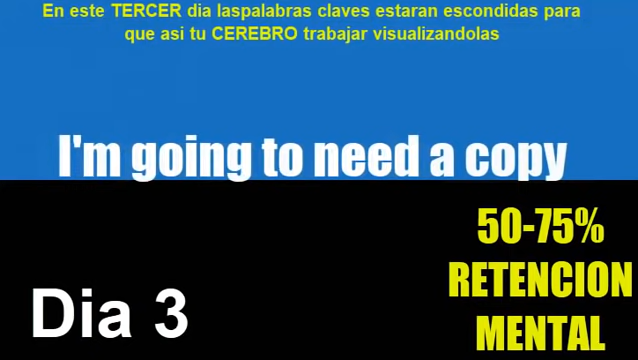 En este TERCER dia laspalabras claves estaran escondidas para
que asi tu CEREBRO trabajar visualizandolas
I'm going to need a copy
50-75%
RETENCION
MENTAL
Dia 3